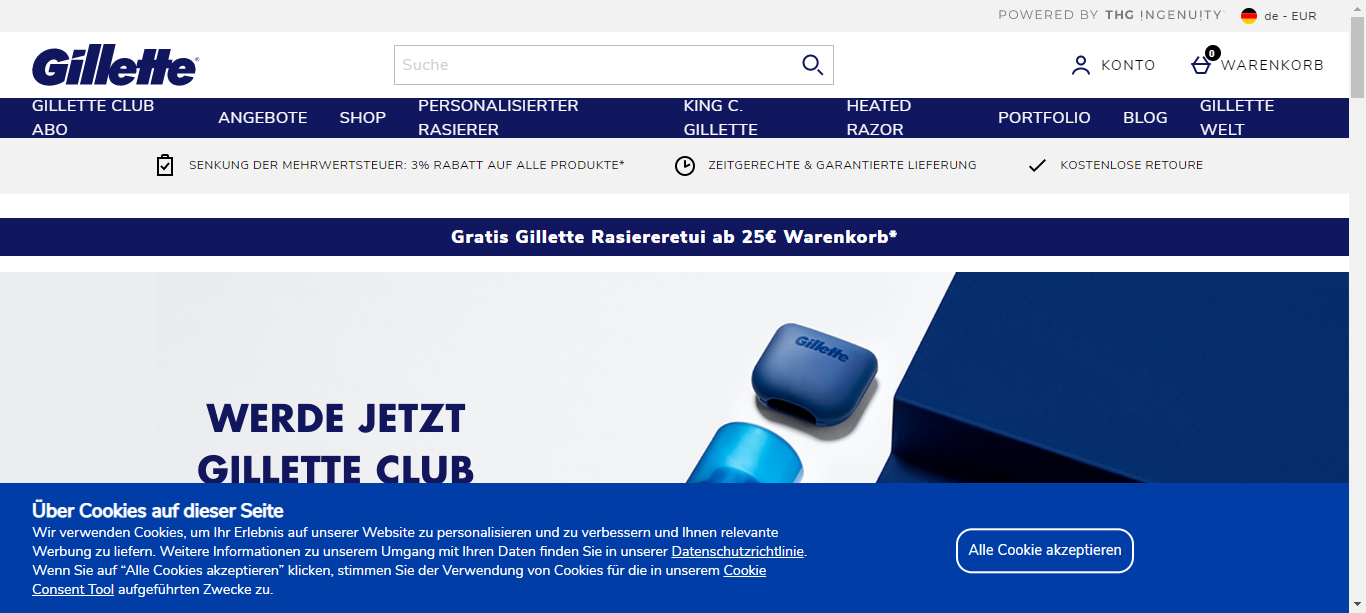 POWERED BY THG INGENUITY
de - EUR
Gillette
Suche
KONTO
0
WARENKORB
GILLETTE CLUB ABO
ANGEBOTE
SHOP
PERSONALISIERTER RASIERER
KING C. GILLETTE
HEATED RAZOR
PORTFOLIO
BLOG
GILLETTE WELT
SENKUNG DER MEHRWERTSTEUER: 3% RABATT AUF ALLE PRODUKTE*
ZEITGERECHTE & GARANTIERTE LIEFERUNG
KOSTENLOSE RETOURE
Gratis Gillette Rasiereretui ab 25€ Warenkorb*
Gillette
WERDE JETZT
GILLETTE CLUB
Über Cookies auf dieser Seite
Wir verwenden Cookies, um Ihr Erlebnis auf unserer Website zu personalisieren und zu verbessern und Ihnen relevante
Werbung zu liefern. Weitere Informationen zu unserem Umgang mit Ihren Daten finden Sie in unserer Datenschutzrichtlinie.
Wenn Sie auf “Alle Cookies akzeptieren” klicken, stimmen Sie der Verwendung von Cookies für die in unserem Cookie
Consent Tool aufgeführten Zwecke zu.
Alle Cookie akzeptieren